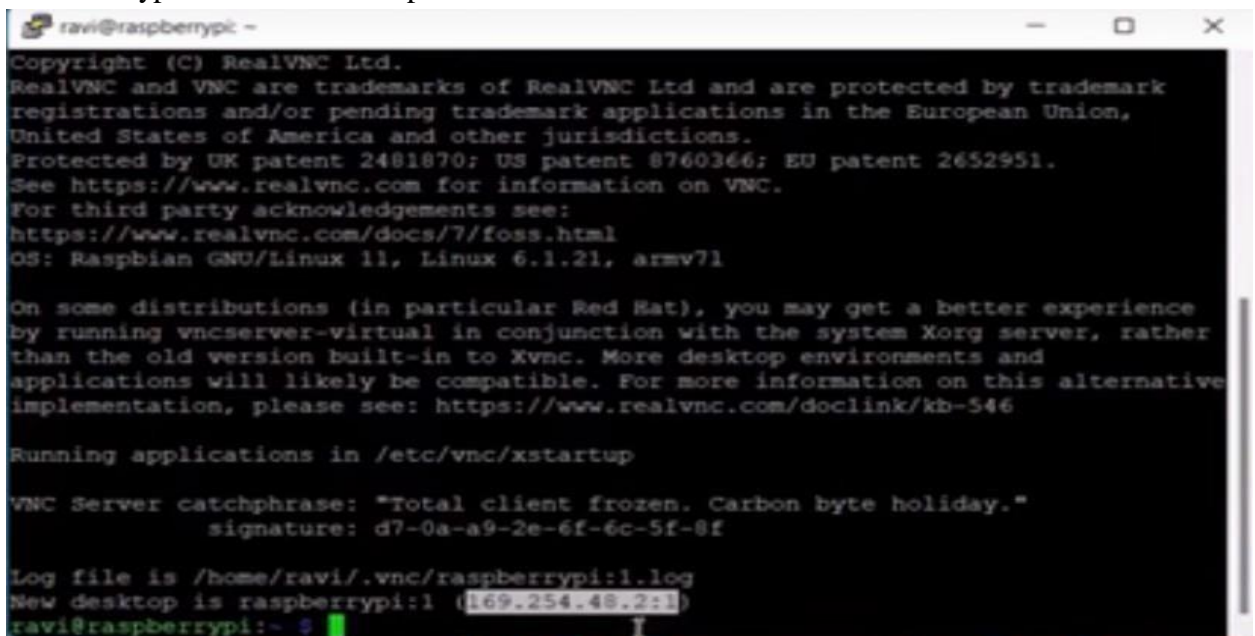 ravi@raspberrypi: ~
Copyright (C) RealVNC Ltd.
RealVNC and VNC are trademarks of RealVNC Ltd and are protected by trademark
registrations and/or pending trademark applications in the European Union,
United States of America and other jurisdictions.
Protected by UK patent 2481870; US patent 8760366; EU patent 2652951.
See https://www.realvnc.com for information on VNC.
For third party acknowledgements see:
https://www.realvnc.com/docs/7/foss.html
OS: Raspbian GNU/Linux 11, Linux 6.1.21, armv7l
On some distributions (in particular Red Hat), you may get a better experience
by running vncserver-virtual in conjunction with the system Xorg server, rather
than the old version built-in to Xvnc. More desktop environments and
applications will likely be compatible. For more information on this alternative
implementation, please see: https://www.realvnc.com/doclink/kb-546
Running applications in /etc/vnc/xstartup
VNC Server catchphrase: "Total client frozen. Carbon byte holiday."
signature: d7-0a-a9-2e-6f-6c-5f-8f
Log file is /home/ravi/.vnc/raspberrypi:1.log
New desktop is raspberrypi:1 (169.254.48.2:1)
ravi@raspberrypi:~ $